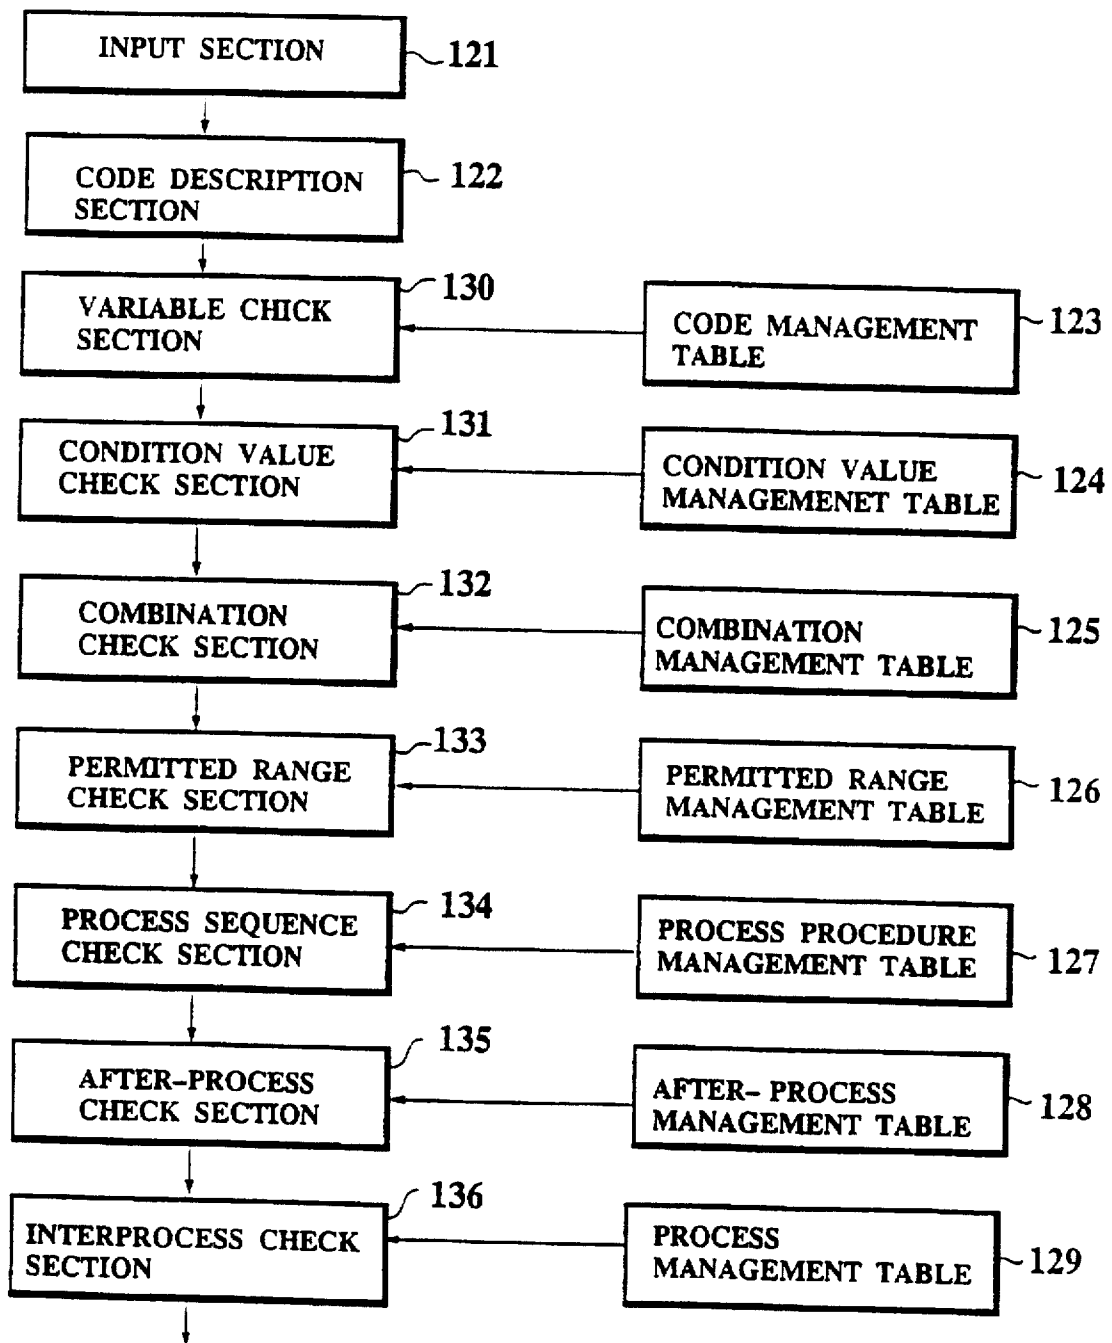 INPUT SECTION
121
CODE DESCRIPTION
SECTION
122
VARIABLE CHICK
SECTION
130
CODE MANAGEMENT
TABLE
123
CONDITION VALUE
CHECK SECTION
131
CONDITION VALUE
MANAGEMENET TABLE
124
COMBINATION
CHECK SECTION
132
COMBINATION
MANAGEMENT TABLE
125
PERMITTED RANGE
CHECK SECTION
133
PERMITTED RANGE
MANAGEMENT TABLE
126
PROCESS SEQUENCE
CHECK SECTION
134
PROCESS PROCEDURE
MANAGEMENT TABLE
127
AFTER-PROCESS
CHECK SECTION
135
AFTER-PROCESS
MANAGEMENT TABLE
128
INTERPROCESS CHECK
SECTION
136
PROCESS
MANAGEMENT TABLE
129